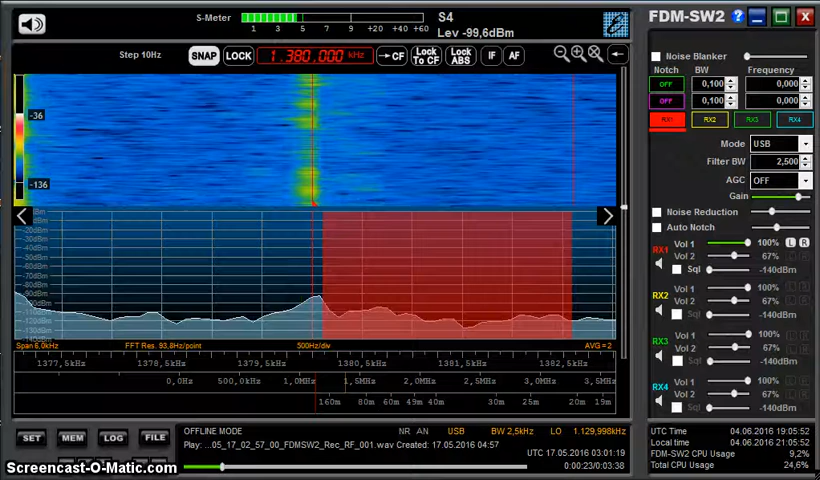 S-Meter
1 3 5 7 9 +20 +40 +60
S4
Lev -99,6dBm
FDM-SW2
?
X
Step 10Hz
SNAP
LOCK
1.380.000 kHz
→CF
Lock To CF
Lock ABS
IF
AF
Noise Blanker
Notch BW Frequency
OFF 0,100 0,000
OFF 0,100 0,000
RX1 RX2 RX3 RX4
Mode USB
Filter BW 2,500
AGC OFF
Gain
Noise Reduction
Auto Notch
RX1 Vol 1 100% L R
Vol 2 67%
Sql -140dBm
RX2 Vol 1 100%
Vol 2 67%
Sql -140dBm
RX3 Vol 1 100%
Vol 2 67%
Sql -140dBm
RX4 Vol 1 100%
Vol 2 67%
Sql -140dBm
-36
-136
Span 6,0kHz FFT Res. 93,8Hz/point 500Hz/div AVG = 2
1377,5kHz 1378,5kHz 1379,5kHz 1380,5kHz 1381,5kHz 1382,5kHz
0,0Hz 500,0kHz 1,0MHz 1,5MHz 2,0MHz 2,5MHz 3,0MHz 3,5MHz
160m 80m 60m 49m 40m 30m 25m 20m 19m
SET MEM LOG FILE
OFFLINE MODE NR AN USB BW 2,5kHz LO 1.129,998kHz
Play: ...05_17_02_57_00_FDMSW2_Rec_RF_001.wav Created: 17.05.2016 04:57
UTC 17.05.2016 02:57:23
0:00:23/0:03:38
UTC Time 04.06.2016 19:05:52
Local time 04.06.2016 21:05:52
FDM-SW2 CPU Usage 9,2%
Total CPU Usage 24,6%
Screencast-O-Matic.com